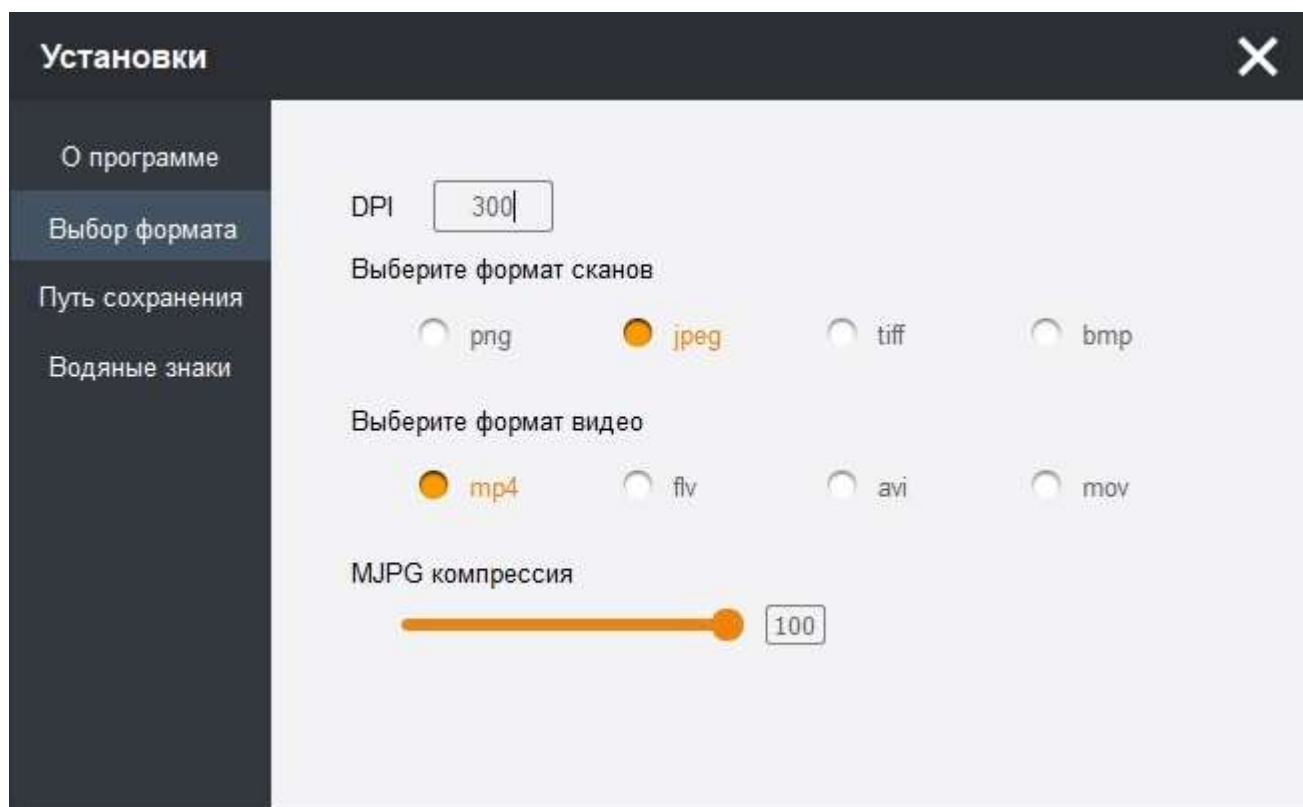 Установки
О программе
Выбор формата
Путь сохранения
Водяные знаки
DPI 300
Выберите формат сканов
png jpeg tiff bmp
Выберите формат видео
mp4 flv avi mov
MJPG компрессия
100